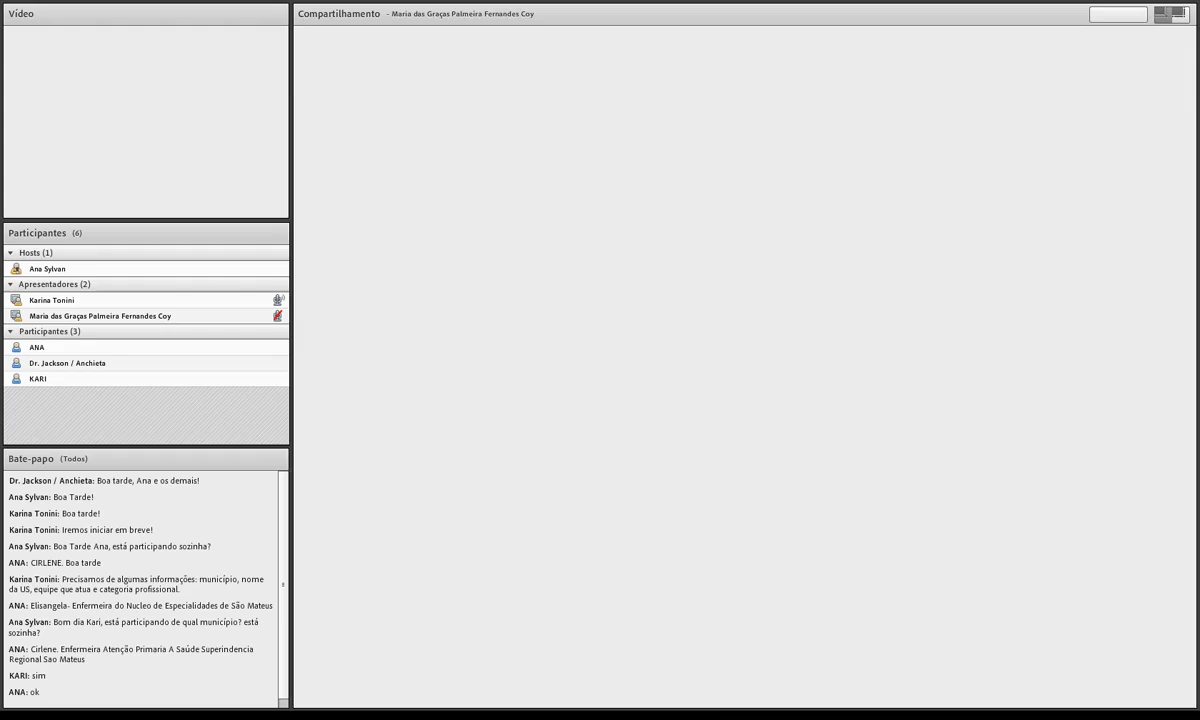 Vídeo
Compartilhamento - Maria das Graças Palmeira Fernandes Coy
Participantes (6)
Hosts (1)
Ana Sylvan
Apresentadores (2)
Karina Tonini
Maria das Graças Palmeira Fernandes Coy
Participantes (3)
ANA
Dr. Jackson / Anchieta
KARI
Bate-papo (Todos)
Dr. Jackson / Anchieta: Boa tarde, Ana e os demais!
Ana Sylvan: Boa Tarde!
Karina Tonini: Boa tarde!
Karina Tonini: Iremos iniciar em breve!
Ana Sylvan: Boa Tarde Ana, está participando sozinha?
ANA: CIRLENE. Boa tarde
Karina Tonini: Precisamos de algumas informações: município, nome
da US, equipe que atua e categoria profissional.
ANA: Elisangela- Enfermeira do Nucleo de Especialidades de São Mateus
Ana Sylvan: Bom dia Kari, está participando de qual município? está
sozinha?
ANA: Cirlene. Enfermeira Atenção Primaria A Saúde Superindencia
Regional Sao Mateus
KARI: sim
ANA: ok